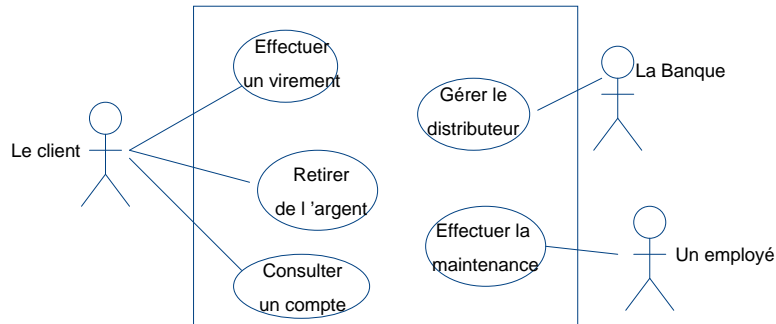 Effectuer
un virement
La Banque
Gérer le
distributeur
Le client
Retirer
de l 'argent
Effectuer la
maintenance
Un employé
Consulter
un compte